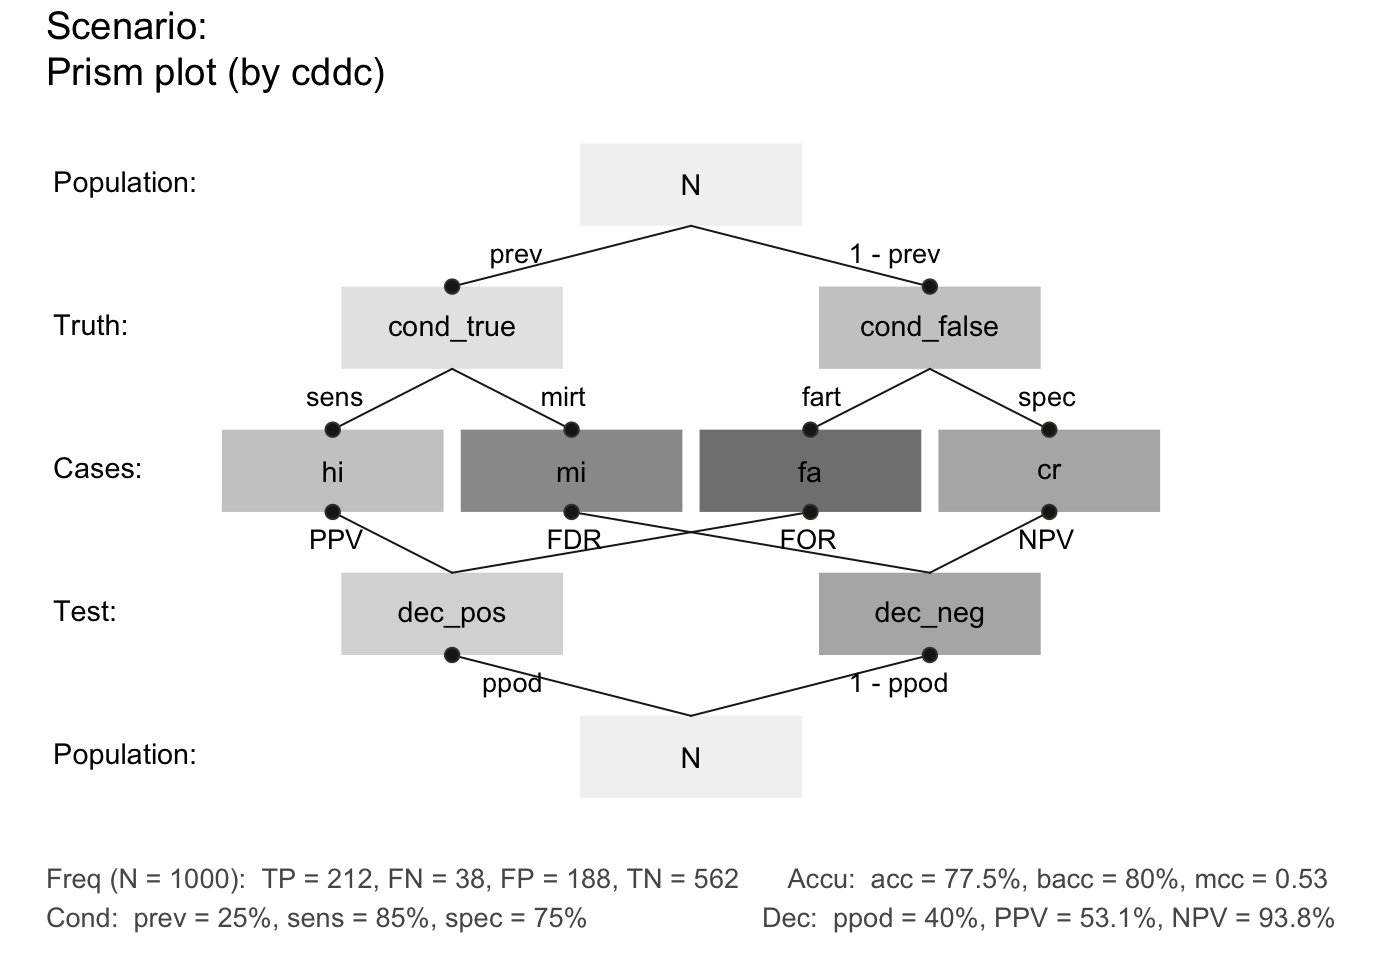 Scenario:
Prism plot (by cddc)
Population:
N
prev
1 - prev
Truth:
cond_true
cond_false
sens
mirt
fart
spec
Cases:
hi
mi
fa
cr
PPV
FDR
FOR
NPV
Test:
dec_pos
dec_neg
ppod
1 - ppod
Population:
N
Freq (N = 1000):  TP = 212, FN = 38, FP = 188, TN = 562
Accu:  acc = 77.5%, bacc = 80%, mcc = 0.53
Cond:  prev = 25%, sens = 85%, spec = 75%
Dec:  ppod = 40%, PPV = 53.1%, NPV = 93.8%